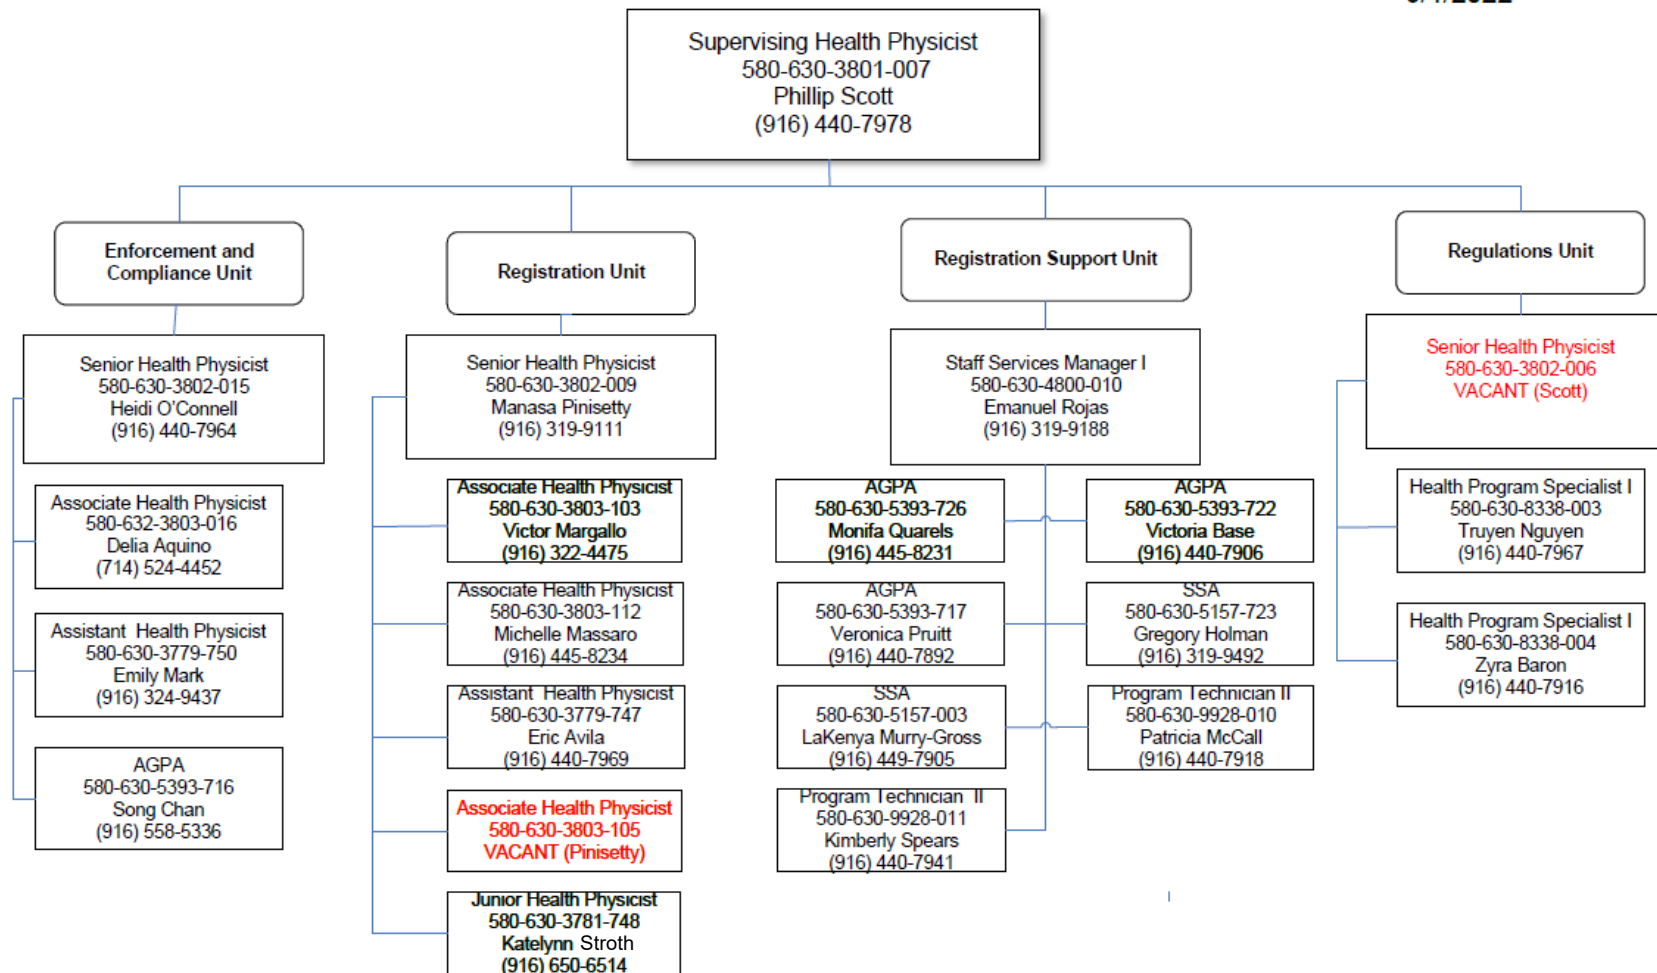 Supervising Health Physicist
580-630-3801-007
Phillip Scott
(916) 440-7978
Enforcement and
Compliance Unit
Senior Health Physicist
580-630-3802-015
Heidi O'Connell
(916) 440-7964
Associate Health Physicist
580-632-3803-016
Delia Aquino
(714) 524-4452
Assistant Health Physicist
580-630-3779-750
Emily Mark
(916) 324-9437
AGPA
580-630-5393-716
Song Chan
(916) 558-5336
Registration Unit
Senior Health Physicist
580-630-3802-009
Manasa Pinisetty
(916) 319-9111
Associate Health Physicist
580-630-3803-103
Victor Margallo
(916) 322-4475
Associate Health Physicist
580-630-3803-112
Michelle Massaro
(916) 445-8234
Assistant Health Physicist
580-630-3779-747
Eric Avila
(916) 440-7969
Associate Health Physicist
580-630-3803-105
VACANT (Pinisetty)
Junior Health Physicist
580-630-3781-748
Katelynn Stroth
(916) 650-6514
Registration Support Unit
Staff Services Manager I
580-630-4800-010
Emanuel Rojas
(916) 319-9188
AGPA
580-630-5393-726
Monifa Quarels
(916) 445-8231
AGPA
580-630-5393-722
Victoria Base
(916) 440-7906
AGPA
580-630-5393-717
Veronica Pruitt
(916) 440-7892
SSA
580-630-5157-723
Gregory Holman
(916) 319-9492
SSA
580-630-5157-003
LaKenya Murry-Gross
(916) 449-7905
Program Technician II
580-630-9928-010
Patricia McCall
(916) 440-7918
Program Technician II
580-630-9928-011
Kimberly Spears
(916) 440-7941
Regulations Unit
Senior Health Physicist
580-630-3802-006
VACANT (Scott)
Health Program Specialist I
580-630-8338-003
Truyen Nguyen
(916) 440-7967
Health Program Specialist I
580-630-8338-004
Zyra Baron
(916) 440-7916